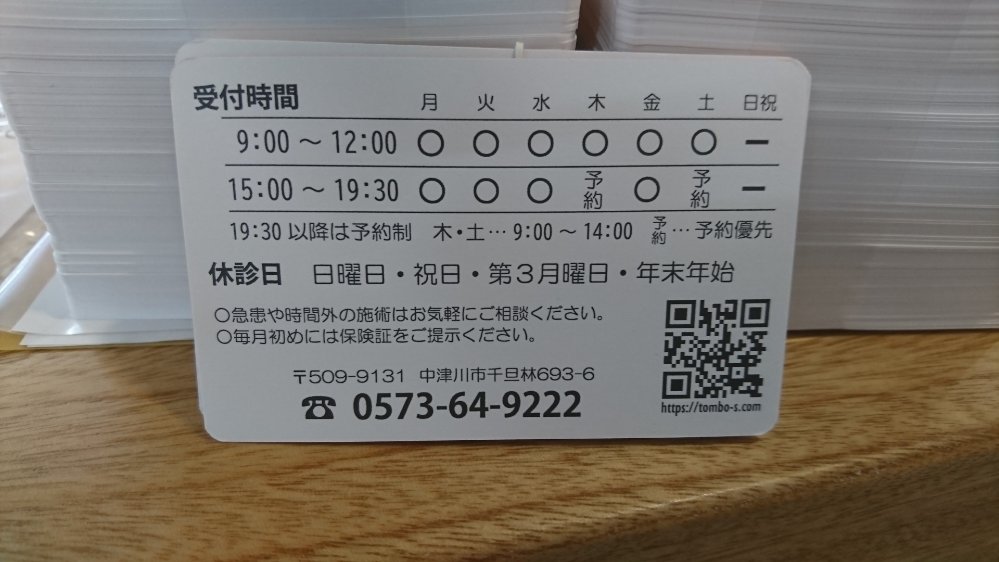 受付時間 月 火 水 木 金 土 日祝
9:00 ～ 12:00 〇 〇 〇 〇 〇 〇 ー
15:00 ～ 19:30 〇 〇 〇 予約 〇 予約 ー
19:30 以降は予約制 木・土… 9:00 ～ 14:00 予約 … 予約優先
休診日 日曜日・祝日・第3月曜日・年末年始
〇急患や時間外の施術はお気軽にご相談ください。
〇毎月初めには保険証をご提示ください。
〒509-9131 中津川市千旦林693-6
☎ 0573-64-9222
https://tombo-s.com